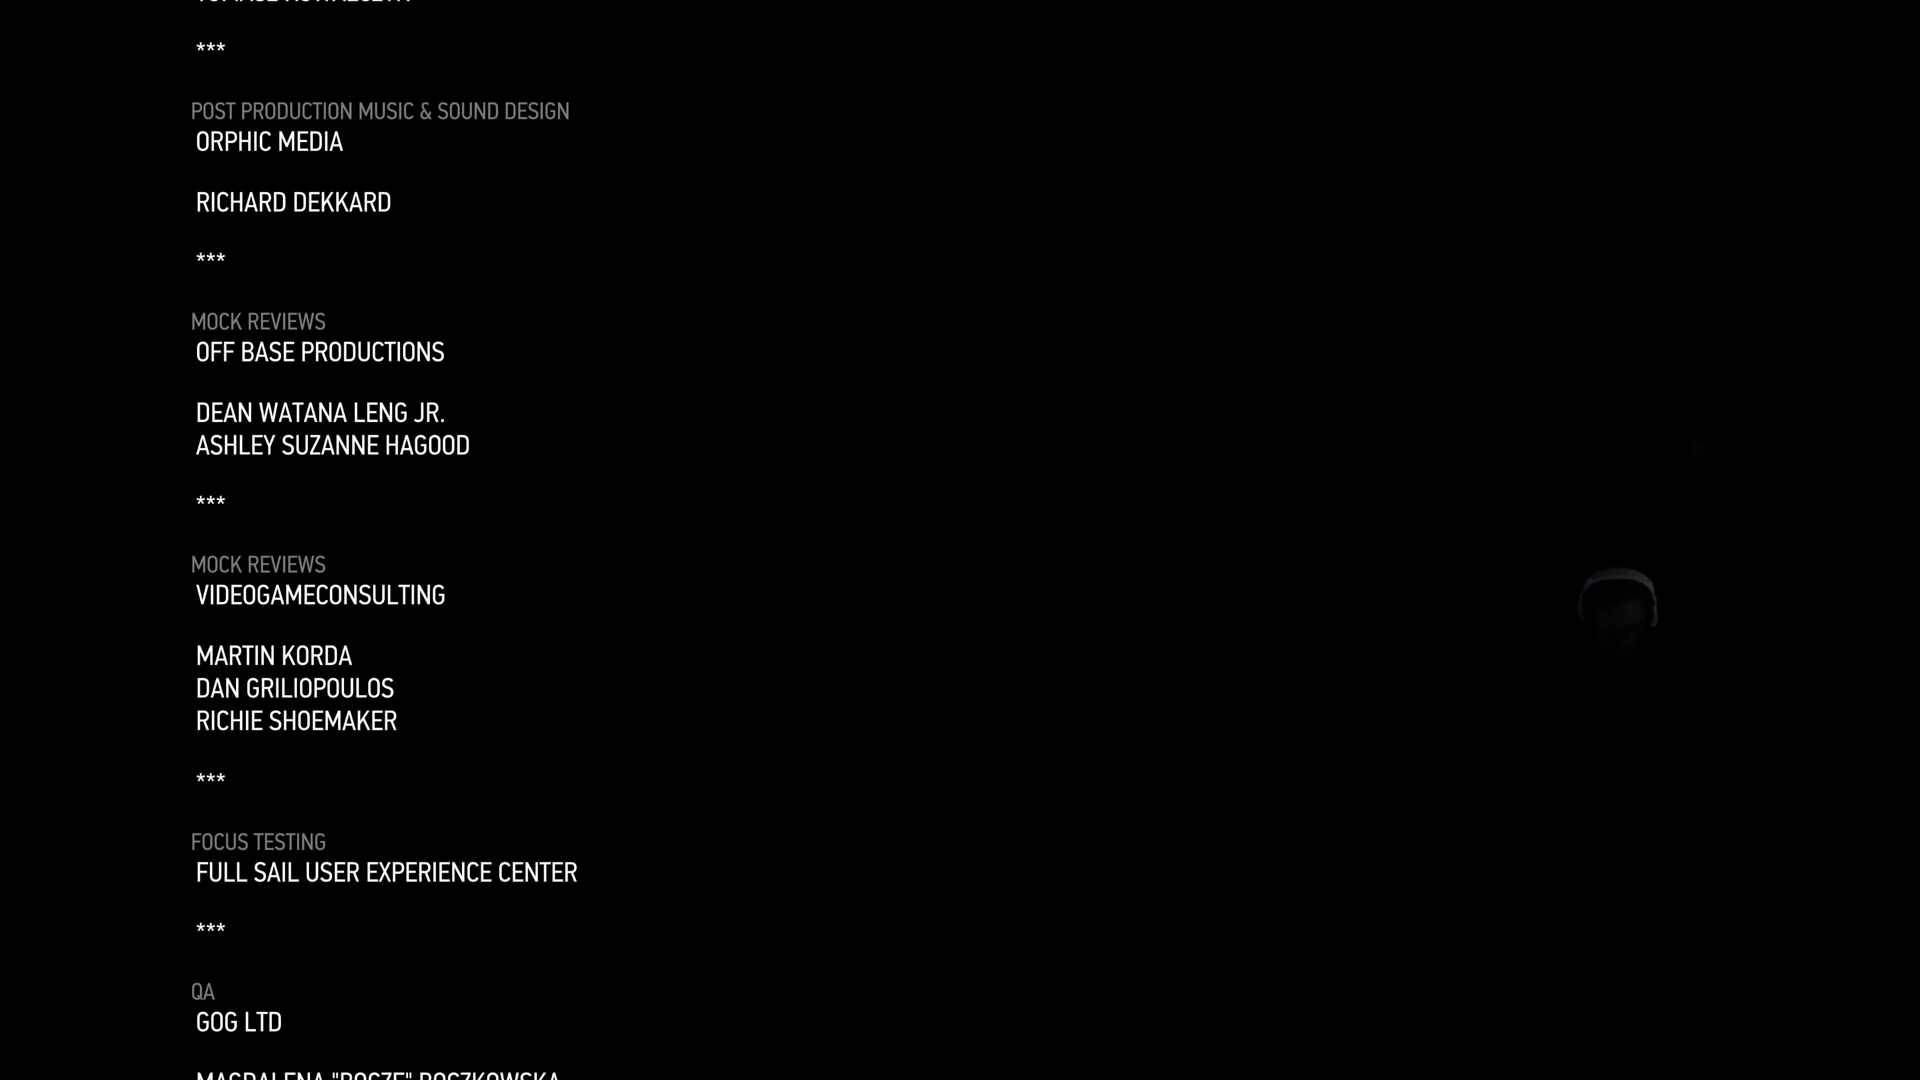 ***
POST PRODUCTION MUSIC & SOUND DESIGN
ORPHIC MEDIA
RICHARD DEKKARD
***
MOCK REVIEWS
OFF BASE PRODUCTIONS
DEAN WATANA LENG JR.
ASHLEY SUZANNE HAGOOD
***
MOCK REVIEWS
VIDEOGAMECONSULTING
MARTIN KORDA
DAN GRILIOPOULOS
RICHIE SHOEMAKER
***
FOCUS TESTING
FULL SAIL USER EXPERIENCE CENTER
***
QA
GOG LTD
MAGDALENA